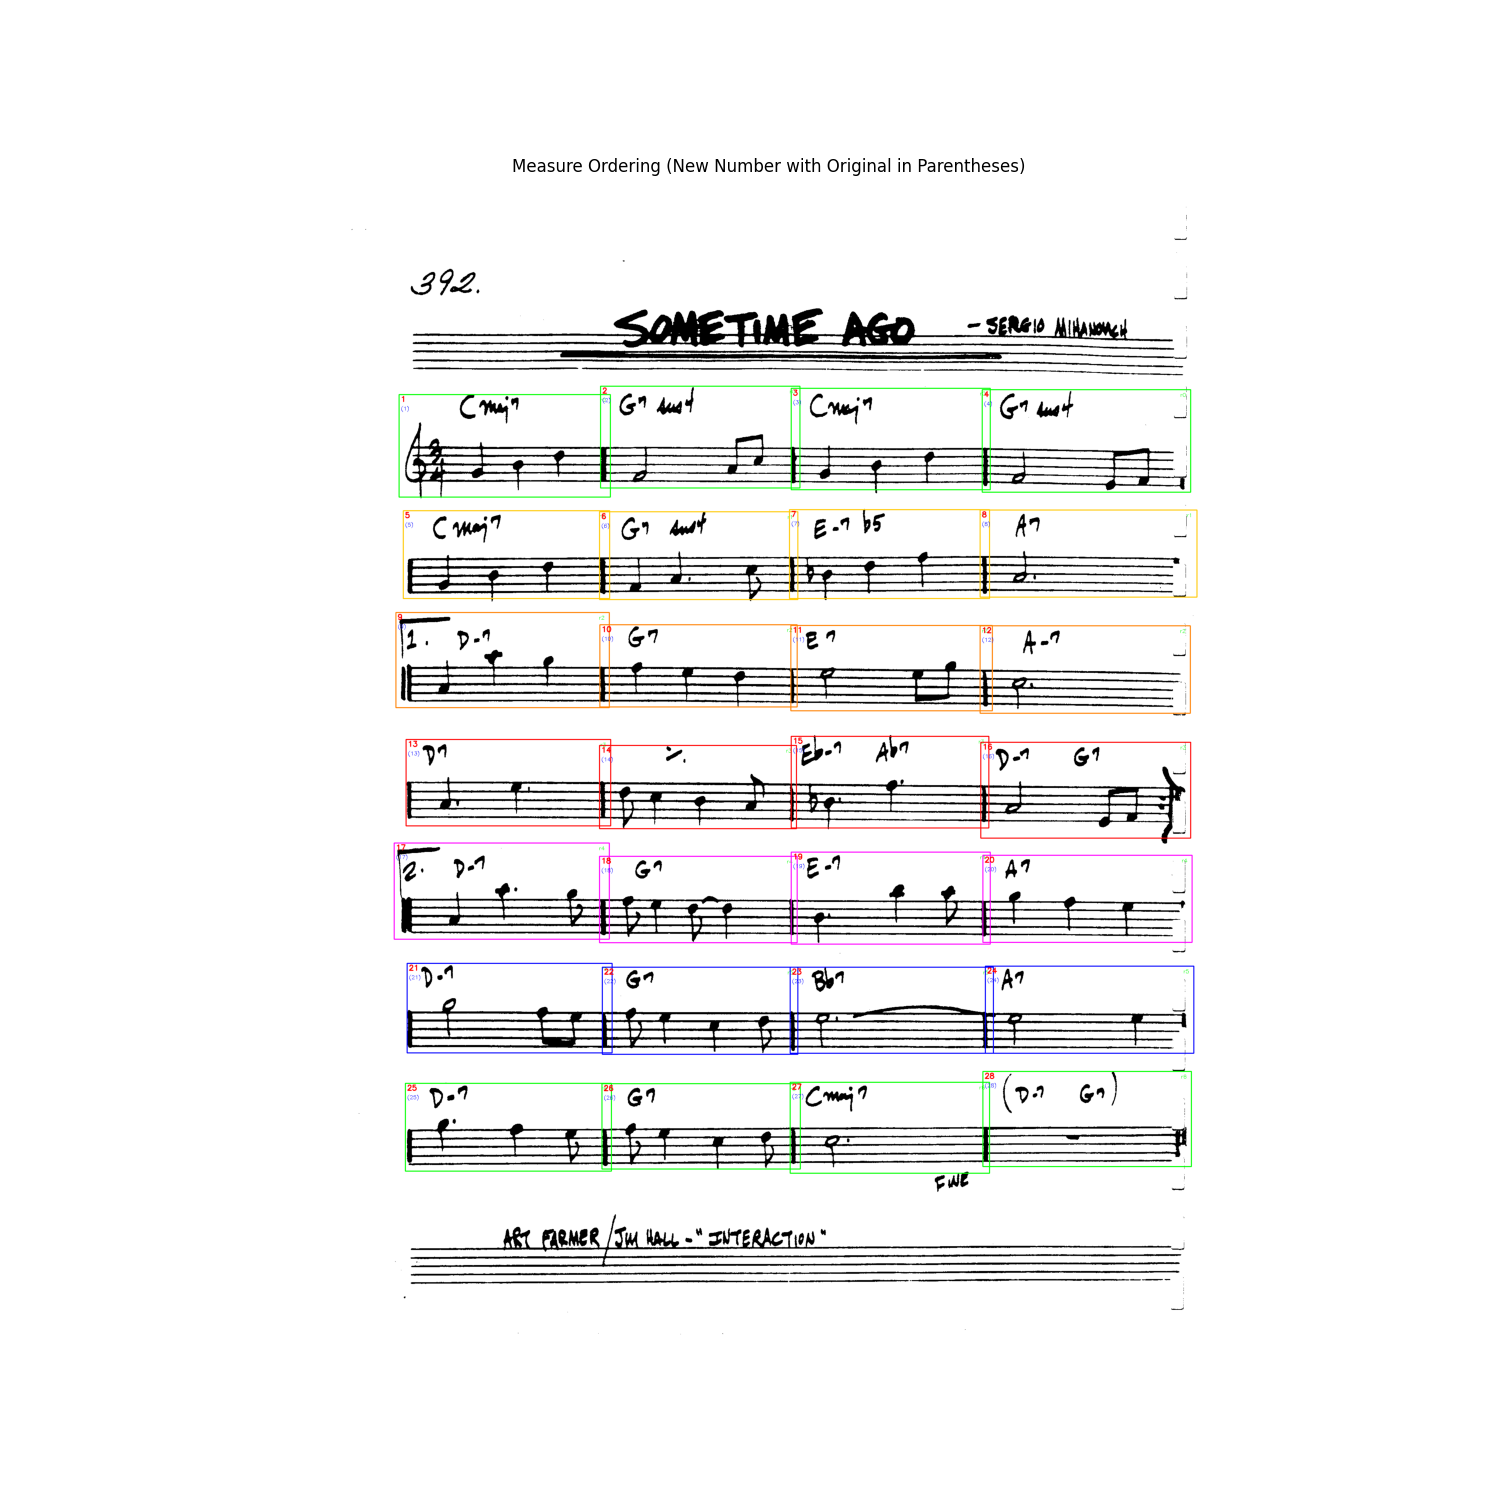 Measure Ordering (New Number with Original in Parentheses)
392.
SOMETIME AGO - SERGIO MIHANOVICH
1 2 3 4
(1) (2) (3) (4)
Cmaj7 G7 sus4 Cmaj7 G7 sus4
3 4
5 6 7 8
(5) (6) (7) (8)
Cmaj7 G7 sus4 E-7 b5 A7
9 10 11 12
(10) (11) (12)
1. D-7 G7 E7 A-7
13 14 15 16
(13) (14)
D7 Eb-7 Ab7 D-7 G7
17 18 19 20
(18) (19) (20)
2. D-7 G7 E-7 A7
21 22 23 24
(21) (22) (23) (24)
D-7 G7 Bb7 A7
25 26 27 28
(25) (26) (27) (28)
D-7 G7 Cmaj7 (D-7 G7)
FINE
ART FARMER/JIM HALL - "INTERACTION"